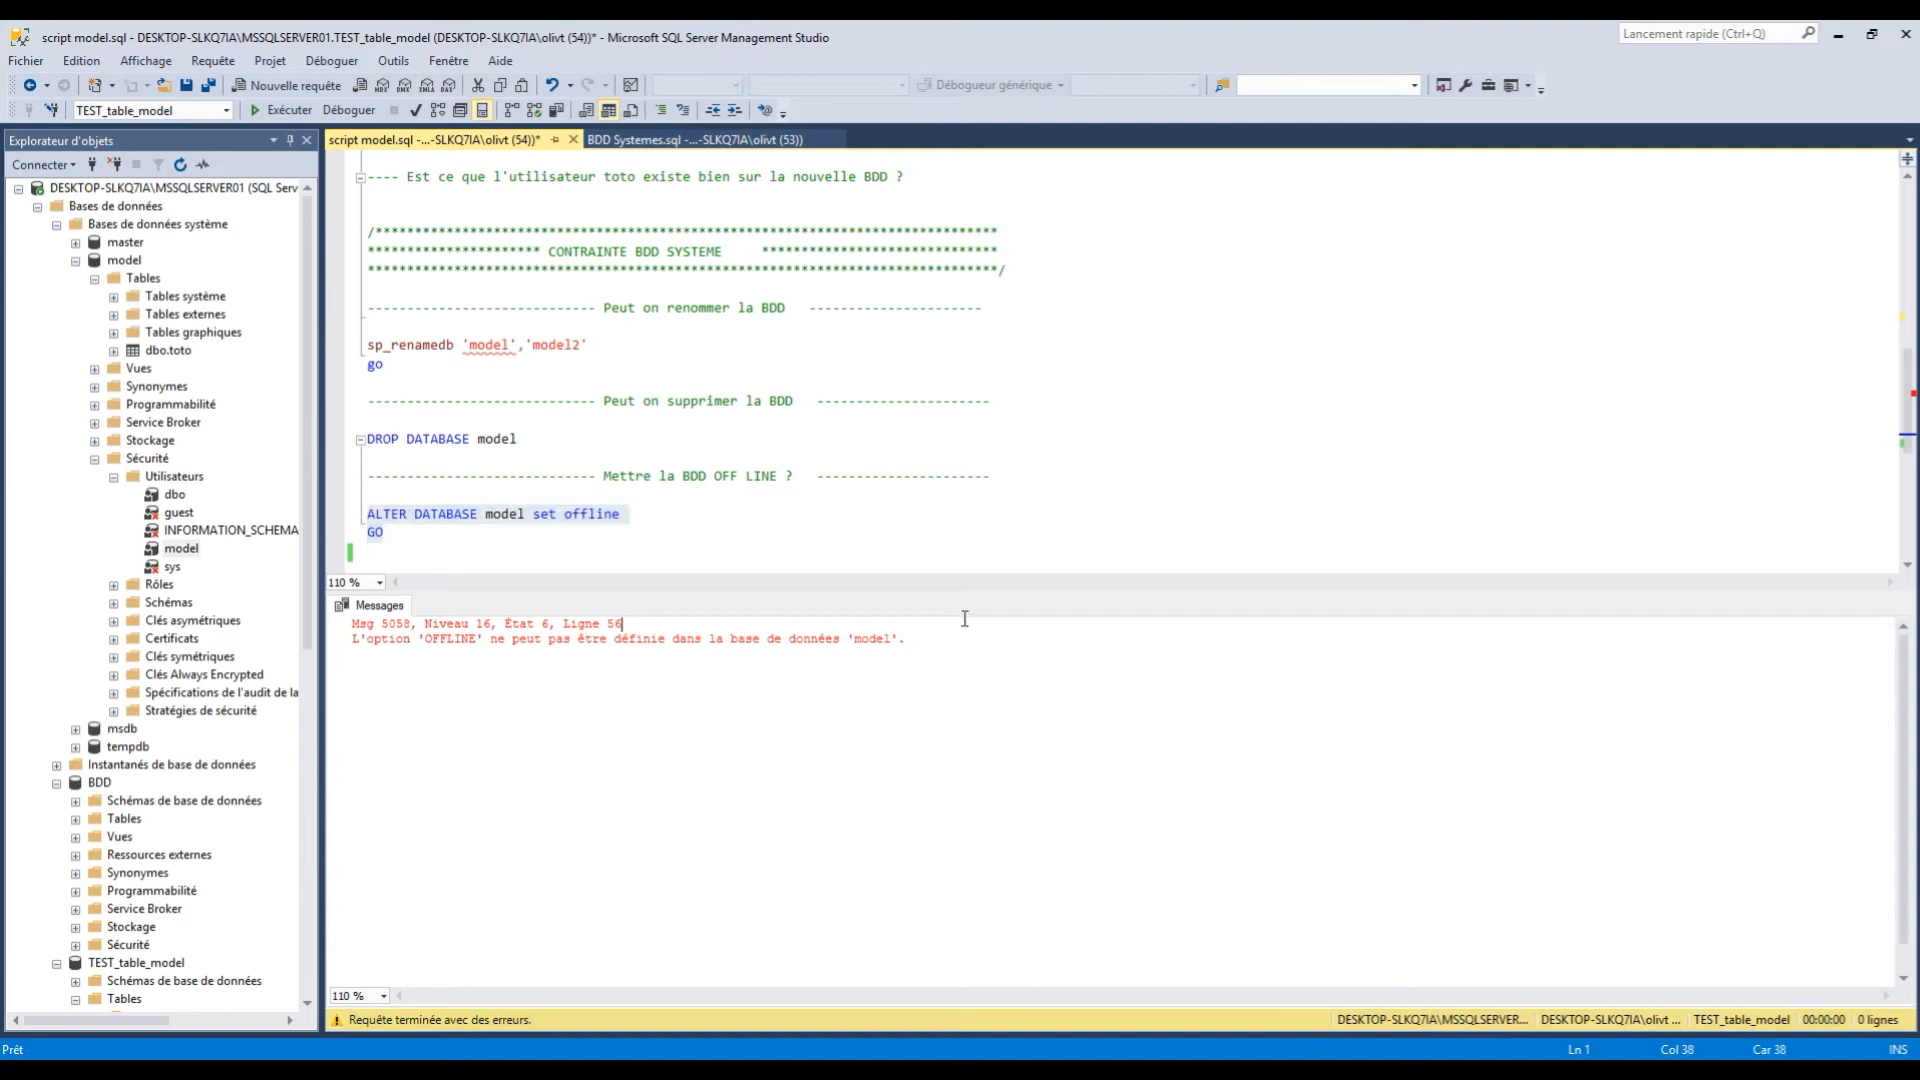 script model.sql - DESKTOP-SLKQ7IA\MSSQLSERVER01.TEST_table_model (DESKTOP-SLKQ7IA\olivt (54))* - Microsoft SQL Server Management Studio
Lancement rapide (Ctrl+Q)
Fichier Edition Affichage Requête Projet Déboguer Outils Fenêtre Aide
Nouvelle requête
MDX DMX XMLA DAX
Débogueur générique
TEST_table_model
Exécuter Déboguer
Explorateur d'objets
script model.sql -...-SLKQ7IA\olivt (54))*
BDD Systemes.sql -...-SLKQ7IA\olivt (53))
Connecter
DESKTOP-SLKQ7IA\MSSQLSERVER01 (SQL Serv
Bases de données
Bases de données système
master
model
Tables
Tables système
Tables externes
Tables graphiques
dbo.toto
Vues
Synonymes
Programmabilité
Service Broker
Stockage
Sécurité
Utilisateurs
dbo
guest
INFORMATION_SCHEMA
model
sys
Rôles
Schémas
Clés asymétriques
Certificats
Clés symétriques
Clés Always Encrypted
Spécifications de l'audit de la
Stratégies de sécurité
msdb
tempdb
Instantanés de base de données
BDD
Schémas de base de données
Tables
Vues
Ressources externes
Synonymes
Programmabilité
Service Broker
Stockage
Sécurité
TEST_table_model
Schémas de base de données
Tables
---- Est ce que l'utilisateur toto existe bien sur la nouvelle BDD ?
/*******************************************************************************
********************** CONTRAINTE BDD SYSTEME ******************************
********************************************************************************/
----------------------------- Peut on renommer la BDD ----------------------
sp_renamedb 'model','model2'
go
----------------------------- Peut on supprimer la BDD ----------------------
DROP DATABASE model
----------------------------- Mettre la BDD OFF LINE ? ----------------------
ALTER DATABASE model set offline
GO
110 %
Messages
Msg 5058, Niveau 16, État 6, Ligne 56
L'option 'OFFLINE' ne peut pas être définie dans la base de données 'model'.
110 %
Requête terminée avec des erreurs.
DESKTOP-SLKQ7IA\MSSQLSERVER... DESKTOP-SLKQ7IA\olivt ... TEST_table_model 00:00:00 0 lignes
Prêt
Ln 1 Col 38 Car 38 INS